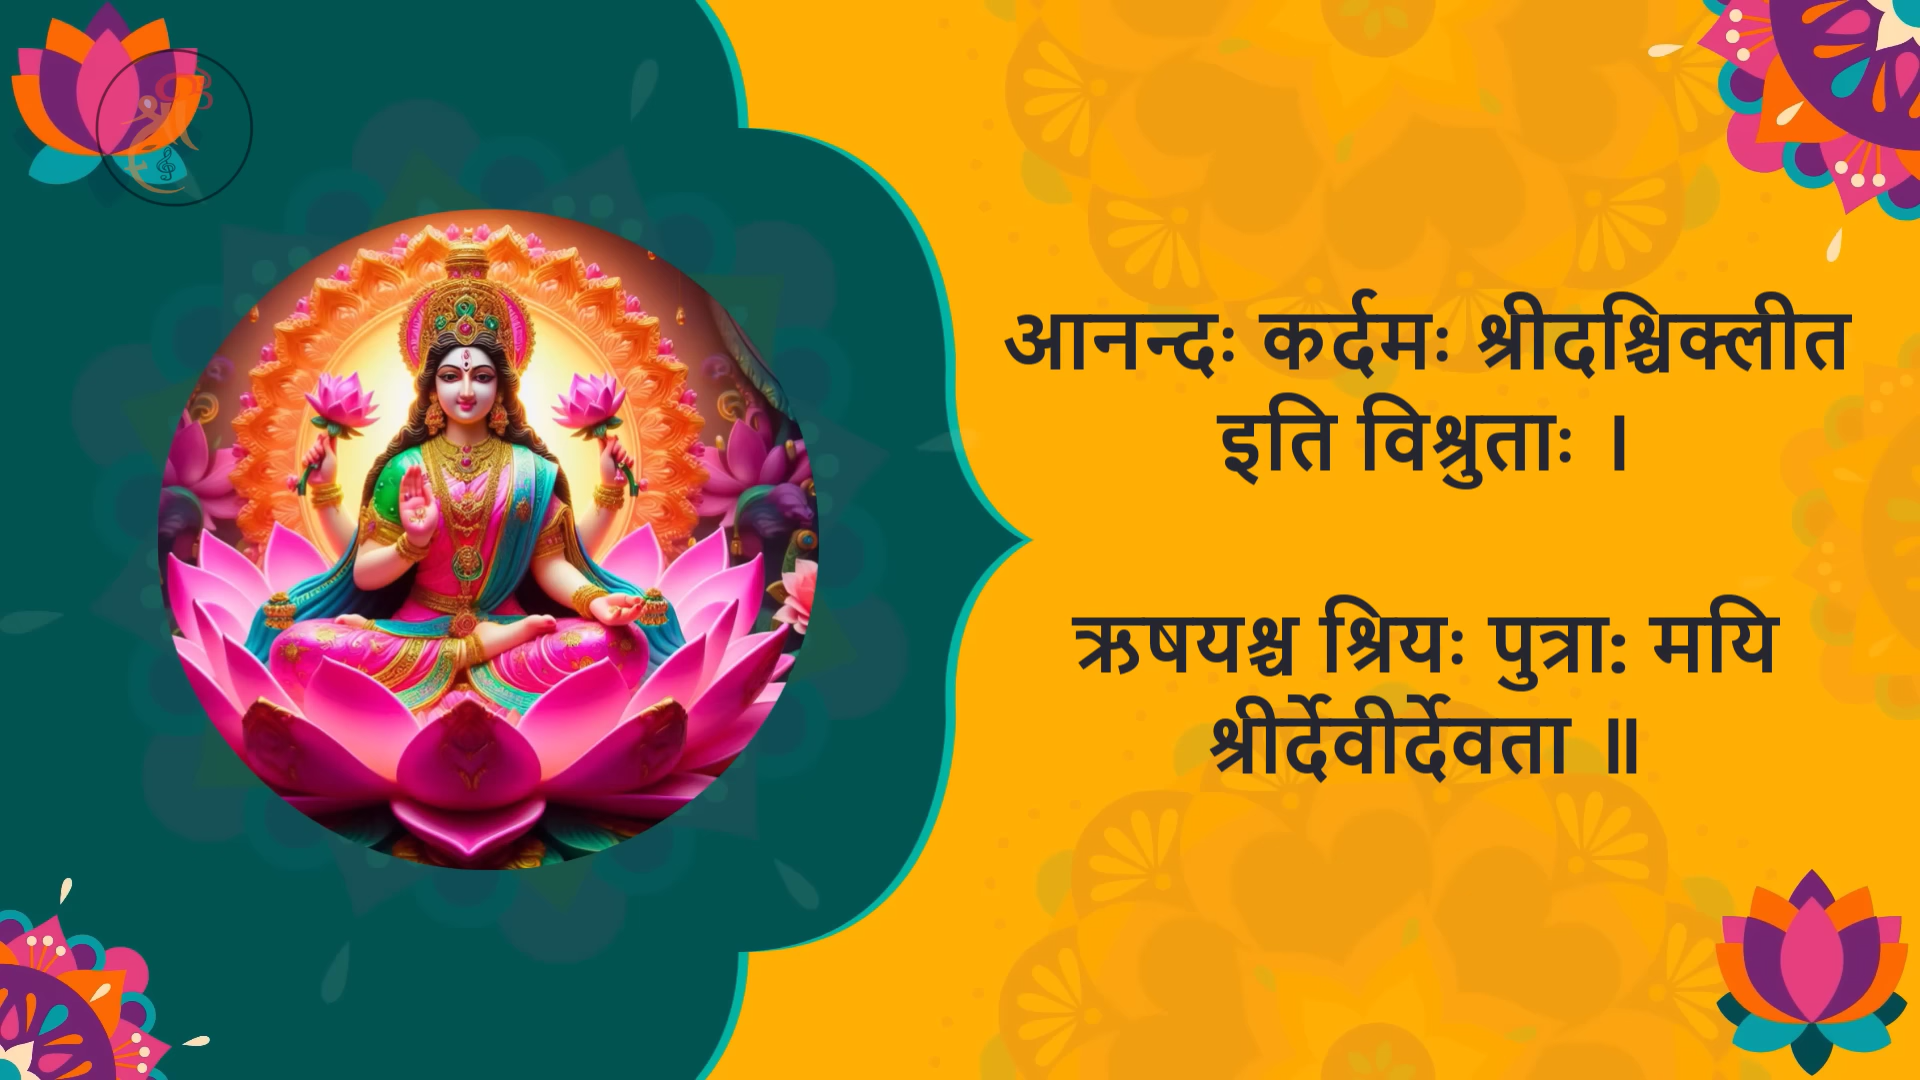 आनन्दः कर्दमः श्रीदश्चिक्लीत
इति विश्रुताः ।
ऋषयश्च श्रियः पुत्रा: मयि
श्रीर्देवीर्देवता ॥